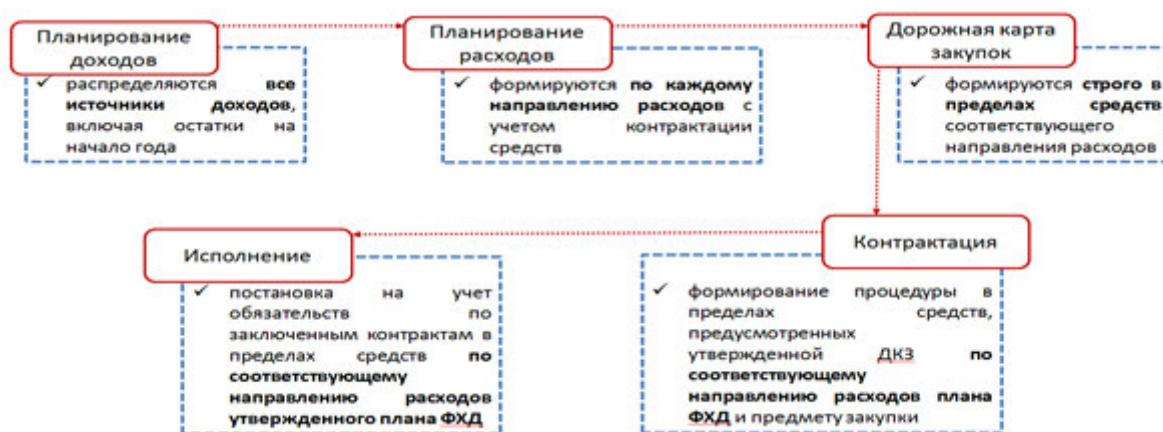 Планирование
доходов
✓ распределяются все
источники доходов,
включая остатки на
начало года
Планирование
расходов
✓ формируются по каждому
направлению расходов с
учетом контрактации
средств
Дорожная карта
закупок
✓ формируются строго в
пределах средств
соответствующего
направления расходов
Контрактация
✓ формирование процедуры в
пределах средств,
предусмотренных
утвержденной ДКЗ по
соответствующему
направлению расходов плана
ФХД и предмету закупки
Исполнение
✓ постановка на учет
обязательств по
заключенным контрактам в
пределах средств по
соответствующему
направлению расходов
утвержденного плана ФХД